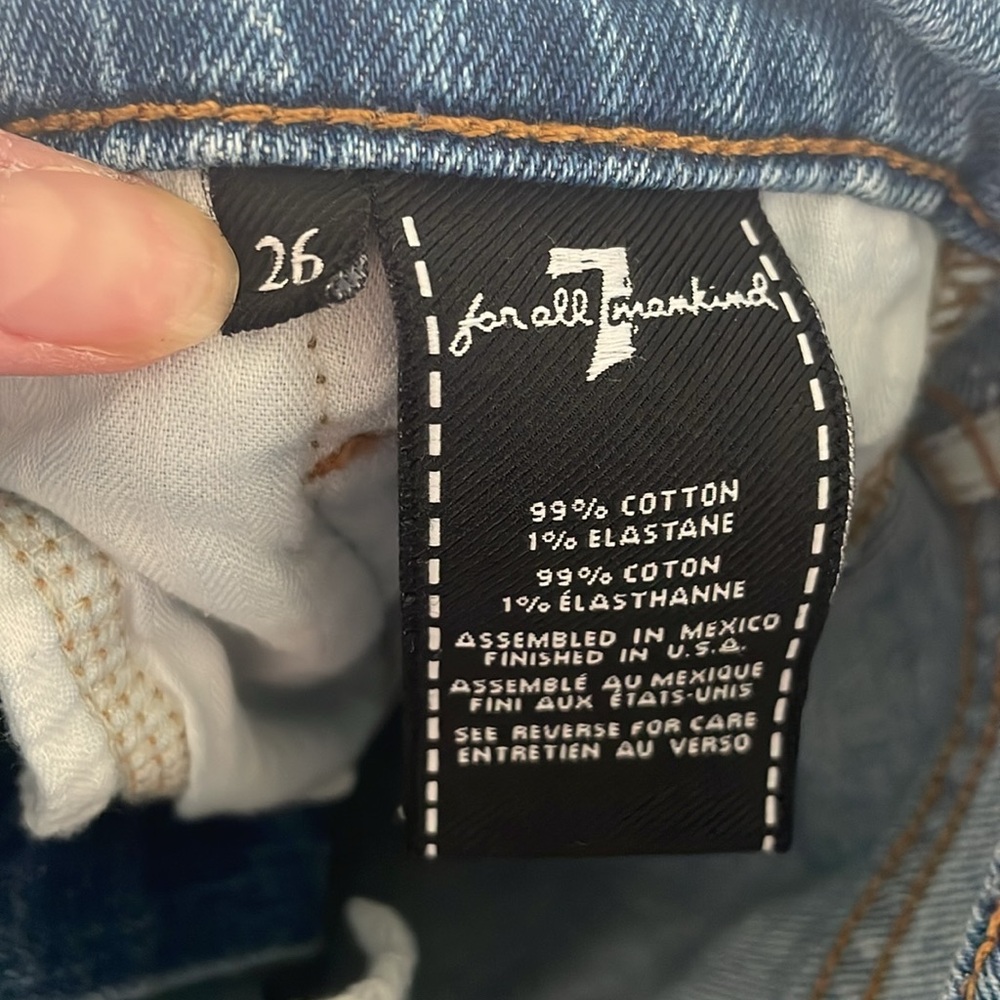 26
for all 7 mankind
99% COTTON
1% ELASTANE
99% COTON
1% ÉLASTHANNE
ASSEMBLED IN MEXICO
FINISHED IN U.S.A.
ASSEMBLÉ AU MEXIQUE
FINI AUX ÉTATS-UNIS
SEE REVERSE FOR CARE
ENTRETIEN AU VERSO